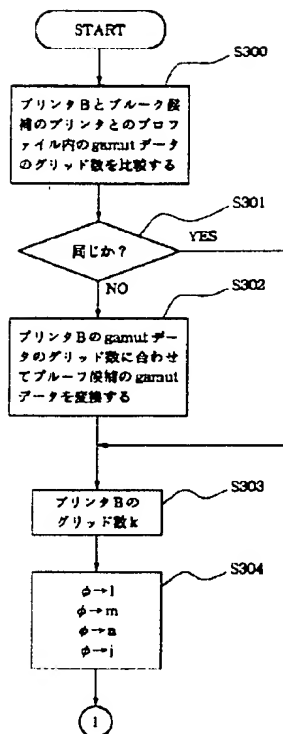 START
S300
プリンタBとプルーク候
補のプリンタとのプロフ
ァイル内のgamutデータ
のグリッド数を比較する
S301
同じか？
YES
NO
S302
プリンタBのgamutデー
タのグリッド数に合わせ
てプルーフ候補のgamut
データを変換する
S303
プリンタBの
グリッド数k
S304
φ→l
φ→m
φ→n
φ→j
1